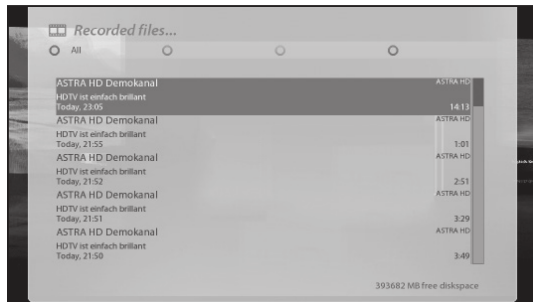 Recorded files...
All
ASTRA HD Demokanal ASTRA HD
HDTV ist einfach brillant
Today, 23:05 14:13
ASTRA HD Demokanal ASTRA HD
HDTV ist einfach brillant
Today, 21:55 1:01
ASTRA HD Demokanal ASTRA HD
HDTV ist einfach brillant
Today, 21:52 2:51
ASTRA HD Demokanal ASTRA HD
HDTV ist einfach brillant
Today, 21:51 3:29
ASTRA HD Demokanal ASTRA HD
HDTV ist einfach brillant
Today, 21:50 3:49
393682 MB free diskspace